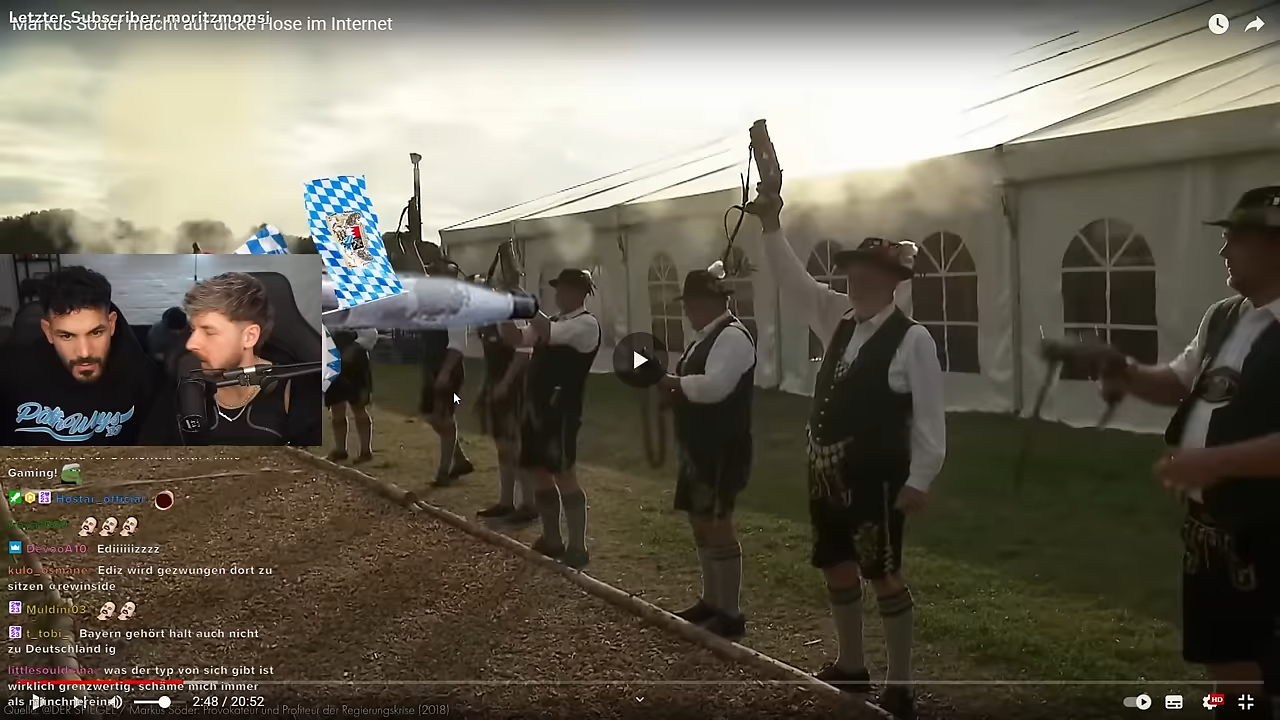 Letzter Subscriber: moritzmomsi
Markus Söder macht auf dicke Hose im Internet
Gaming!
Hostar_official
DevooA10 Ediiiiizzzz
kulo_osmane Ediz wird gezwungen dort zu
sitzen @rewinside
Muldini03
t_tobi_ Bayern gehört halt auch nicht
zu Deutschland ig
was der typ von sich gibt ist
wirklich grenzwertig, schäme mich immer
als
2:48 / 20:52
HD
Quelle: @DER SPIEGEL / Markus Söder: Provokateur und Profiteur der Regierungskrise (2018)